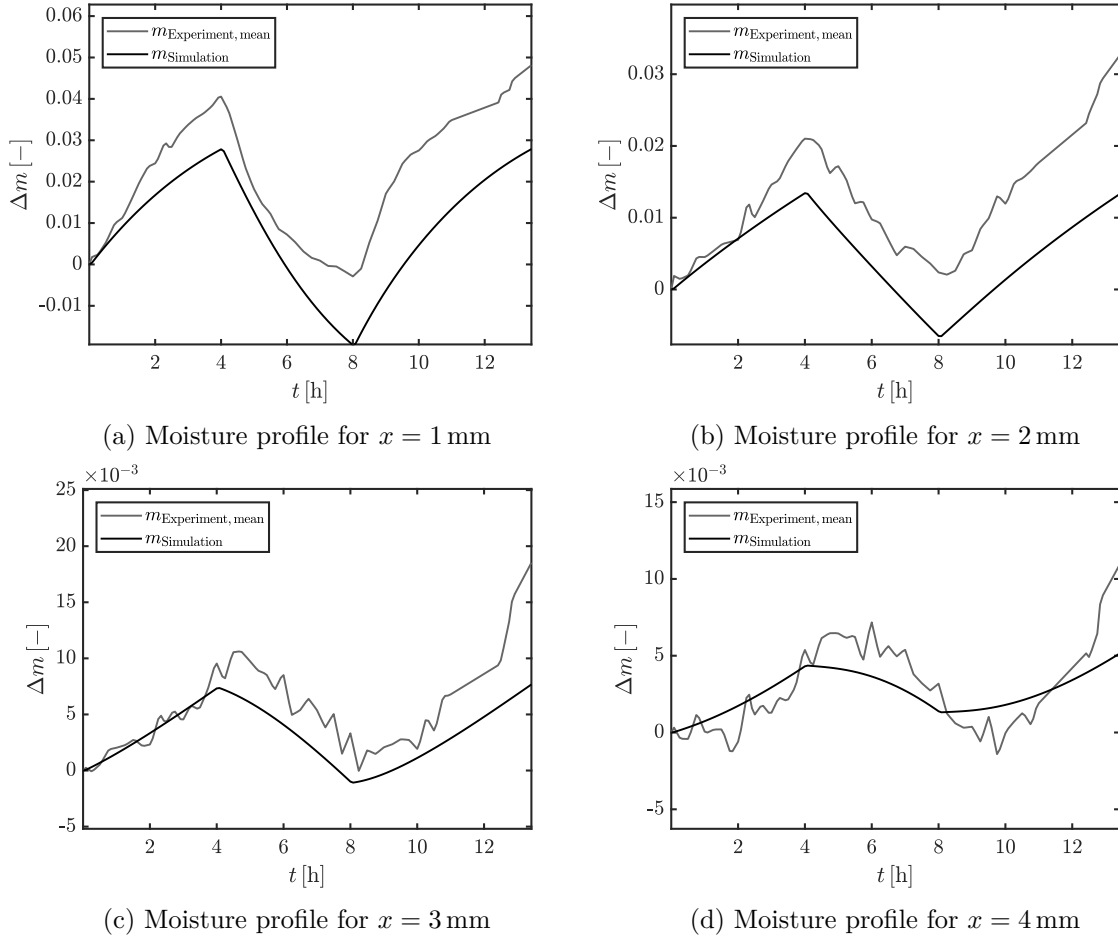 0.06
0.05
0.04
0.03
0.02
0.01
0
-0.01
Δm [−]
m_Experiment, mean
m_Simulation
2 4 6 8 10 12
t [h]
(a) Moisture profile for x = 1 mm
0.03
0.02
0.01
0
Δm [−]
m_Experiment, mean
m_Simulation
2 4 6 8 10 12
t [h]
(b) Moisture profile for x = 2 mm
×10⁻³
25
20
15
10
5
0
-5
Δm [−]
m_Experiment, mean
m_Simulation
2 4 6 8 10 12
t [h]
(c) Moisture profile for x = 3 mm
×10⁻³
15
10
5
0
-5
Δm [−]
m_Experiment, mean
m_Simulation
2 4 6 8 10 12
t [h]
(d) Moisture profile for x = 4 mm